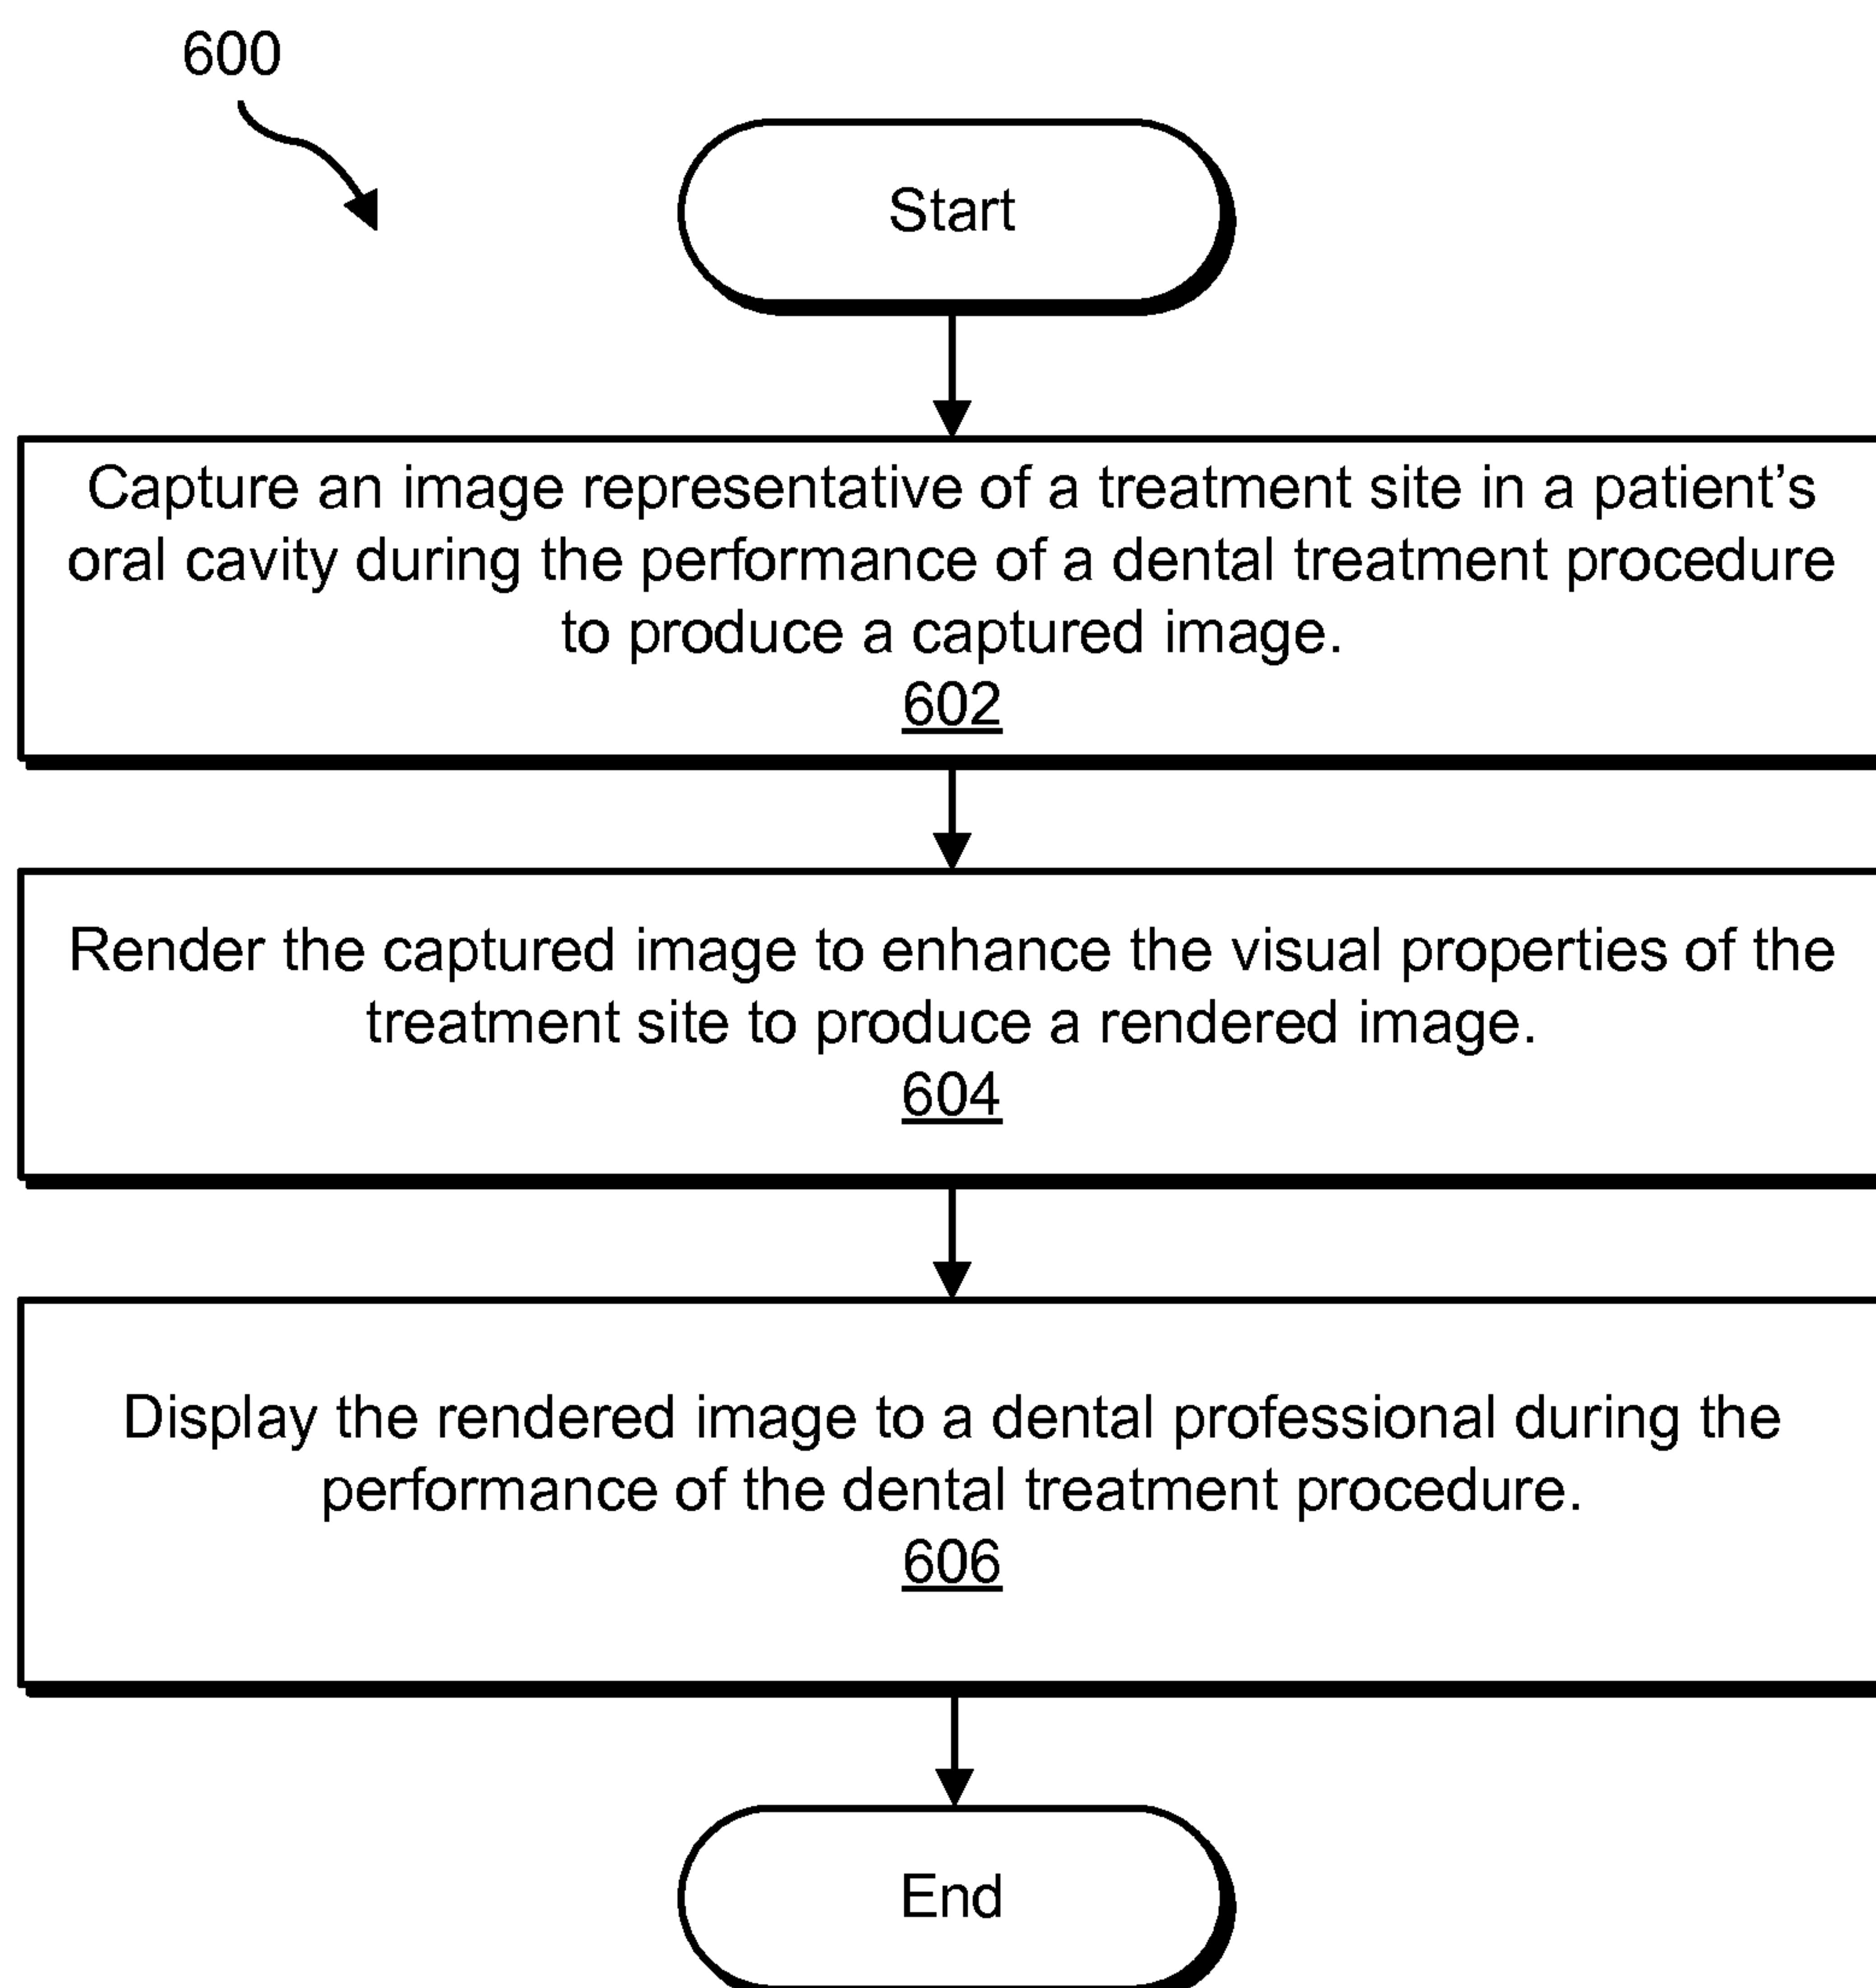 600
Start
Capture an image representative of a treatment site in a patient’s
oral cavity during the performance of a dental treatment procedure
to produce a captured image.
602
Render the captured image to enhance the visual properties of the
treatment site to produce a rendered image.
604
Display the rendered image to a dental professional during the
performance of the dental treatment procedure.
606
End